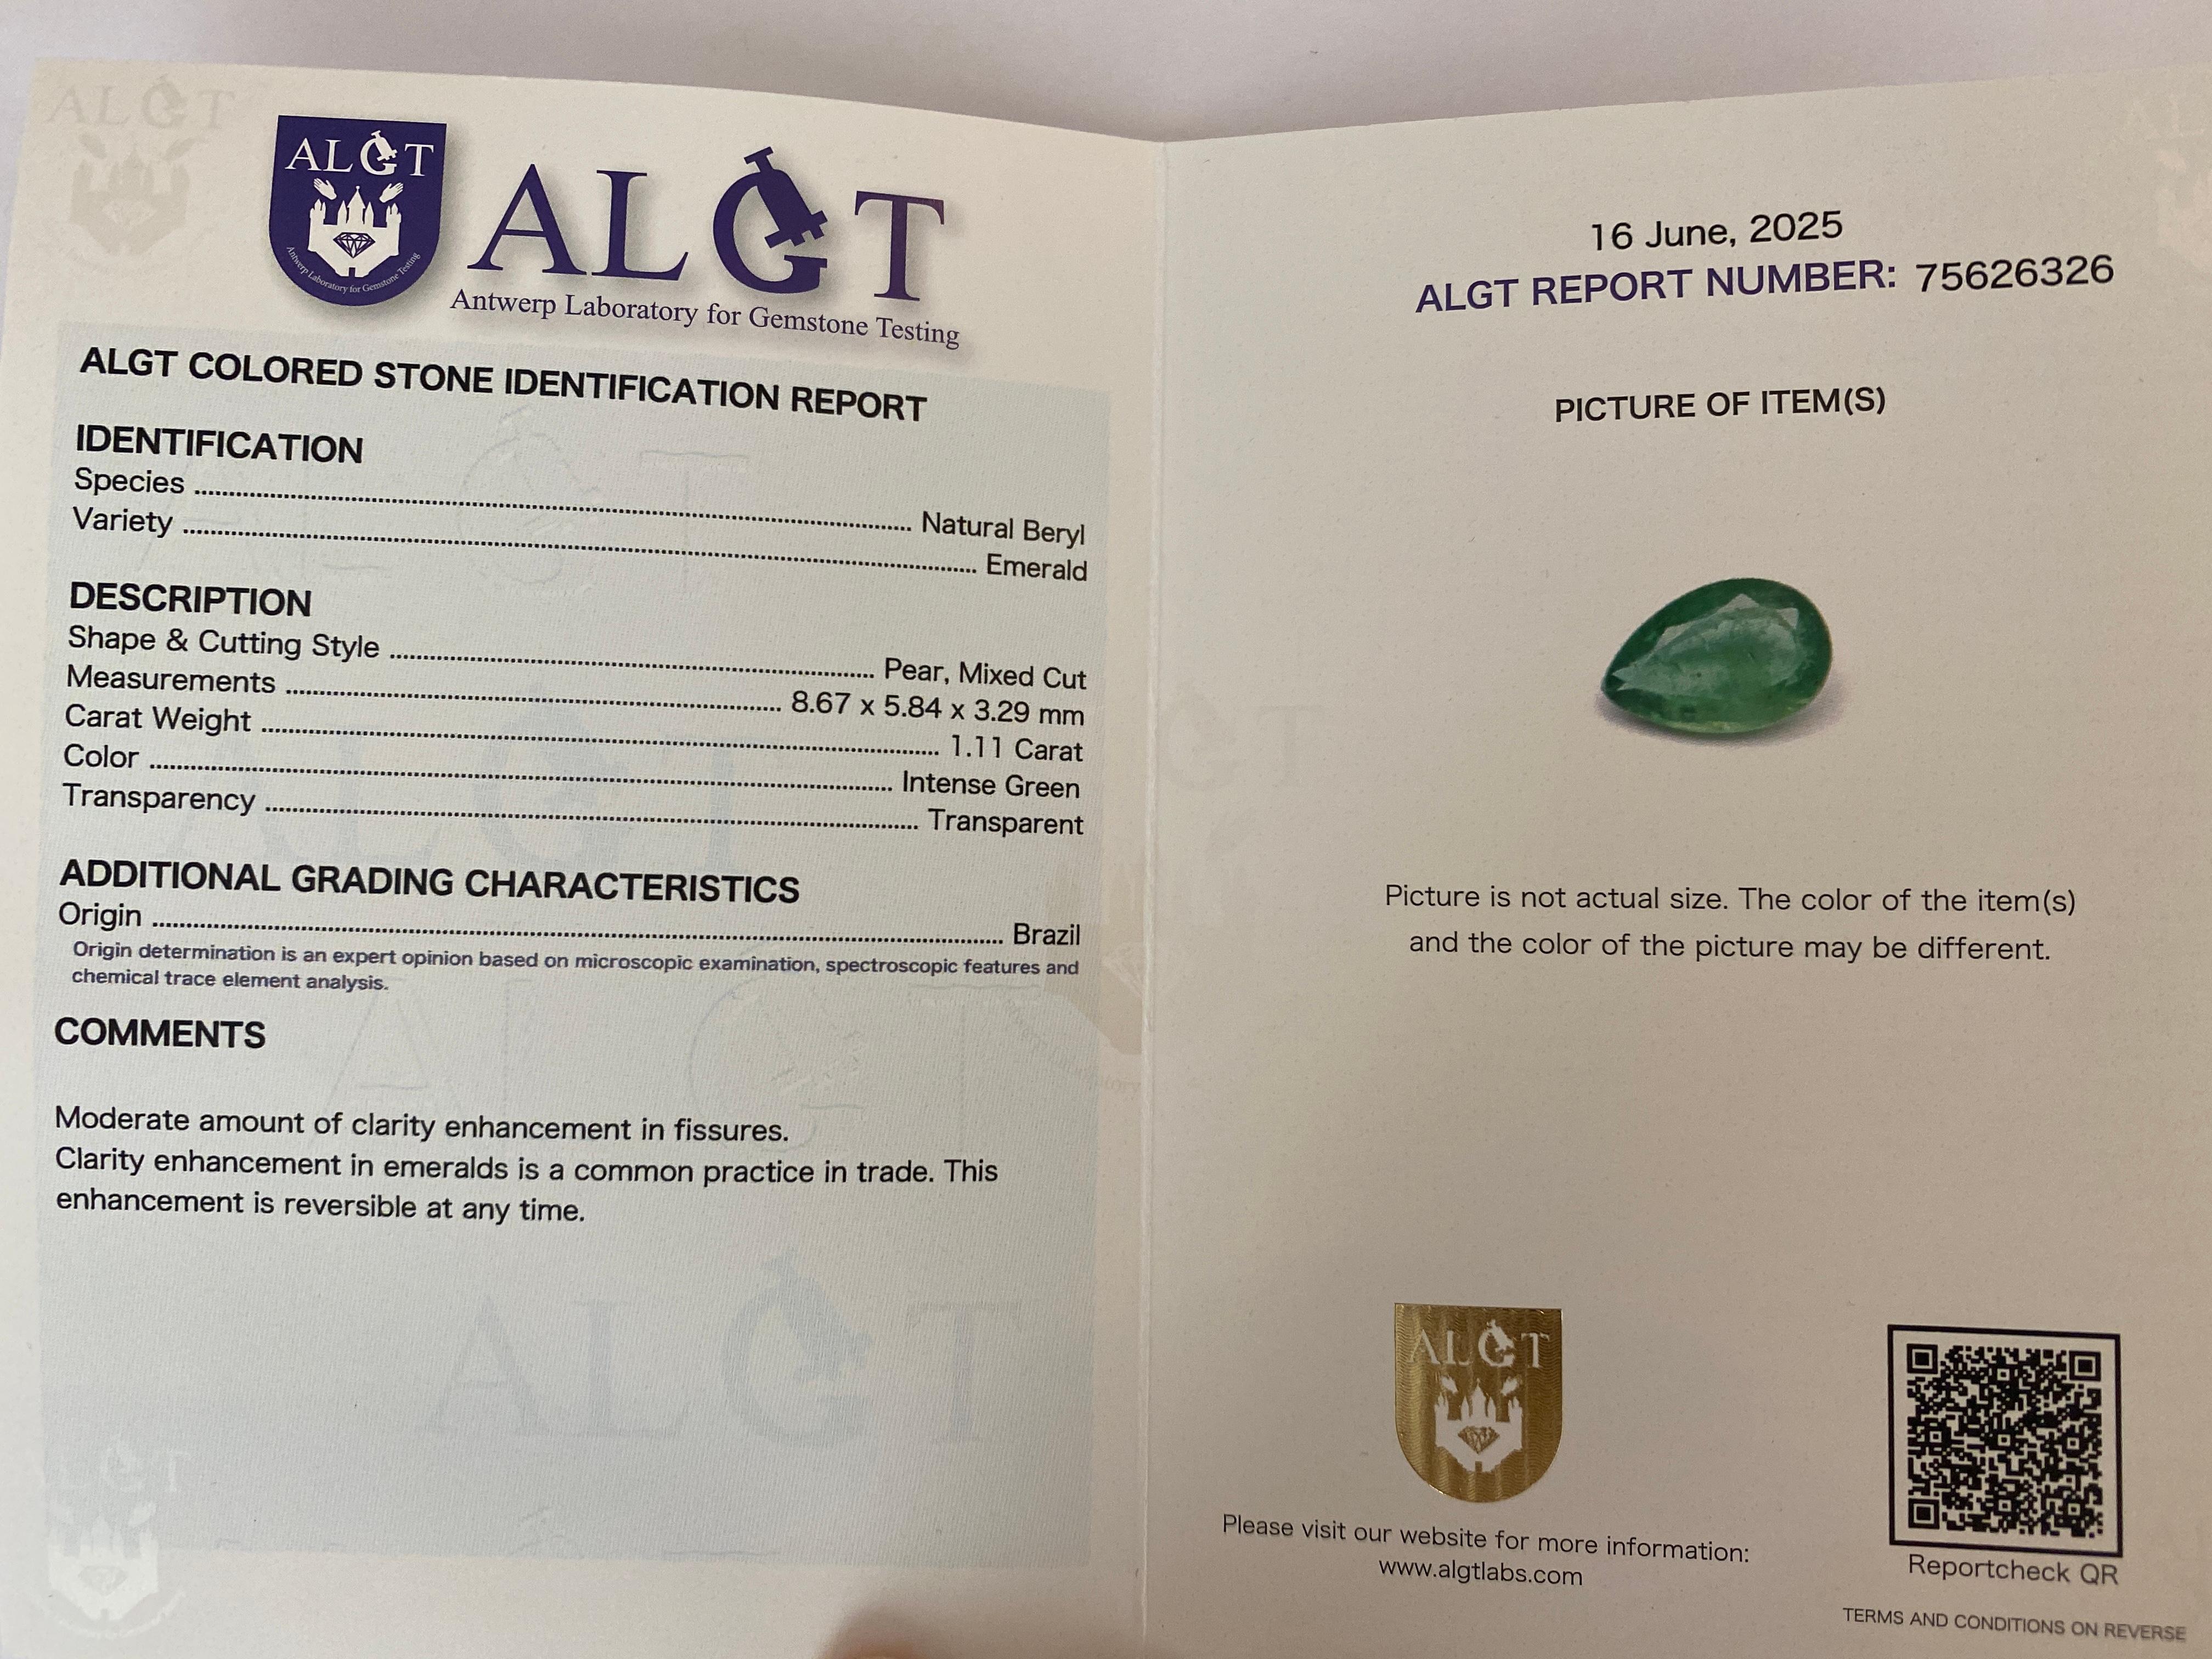 ALGT
Antwerp Laboratory for Gemstone Testing
ALGT
Antwerp Laboratory for Gemstone Testing
ALGT COLORED STONE IDENTIFICATION REPORT
IDENTIFICATION
Species ........ Natural Beryl
Variety ........ Emerald
DESCRIPTION
Shape & Cutting Style ........ Pear, Mixed Cut
Measurements ........ 8.67 x 5.84 x 3.29 mm
Carat Weight ........ 1.11 Carat
Color ........ Intense Green
Transparency ........ Transparent
ADDITIONAL GRADING CHARACTERISTICS
Origin ........ Brazil
Origin determination is an expert opinion based on microscopic examination, spectroscopic features and
chemical trace element analysis.
COMMENTS
Moderate amount of clarity enhancement in fissures.
Clarity enhancement in emeralds is a common practice in trade. This
enhancement is reversible at any time.
ALGT
16 June, 2025
ALGT REPORT NUMBER: 75626326
PICTURE OF ITEM(S)
Picture is not actual size. The color of the item(s)
and the color of the picture may be different.
ALGT
Please visit our website for more information:
www.algtlabs.com
Reportcheck QR
TERMS AND CONDITIONS ON REVERSE